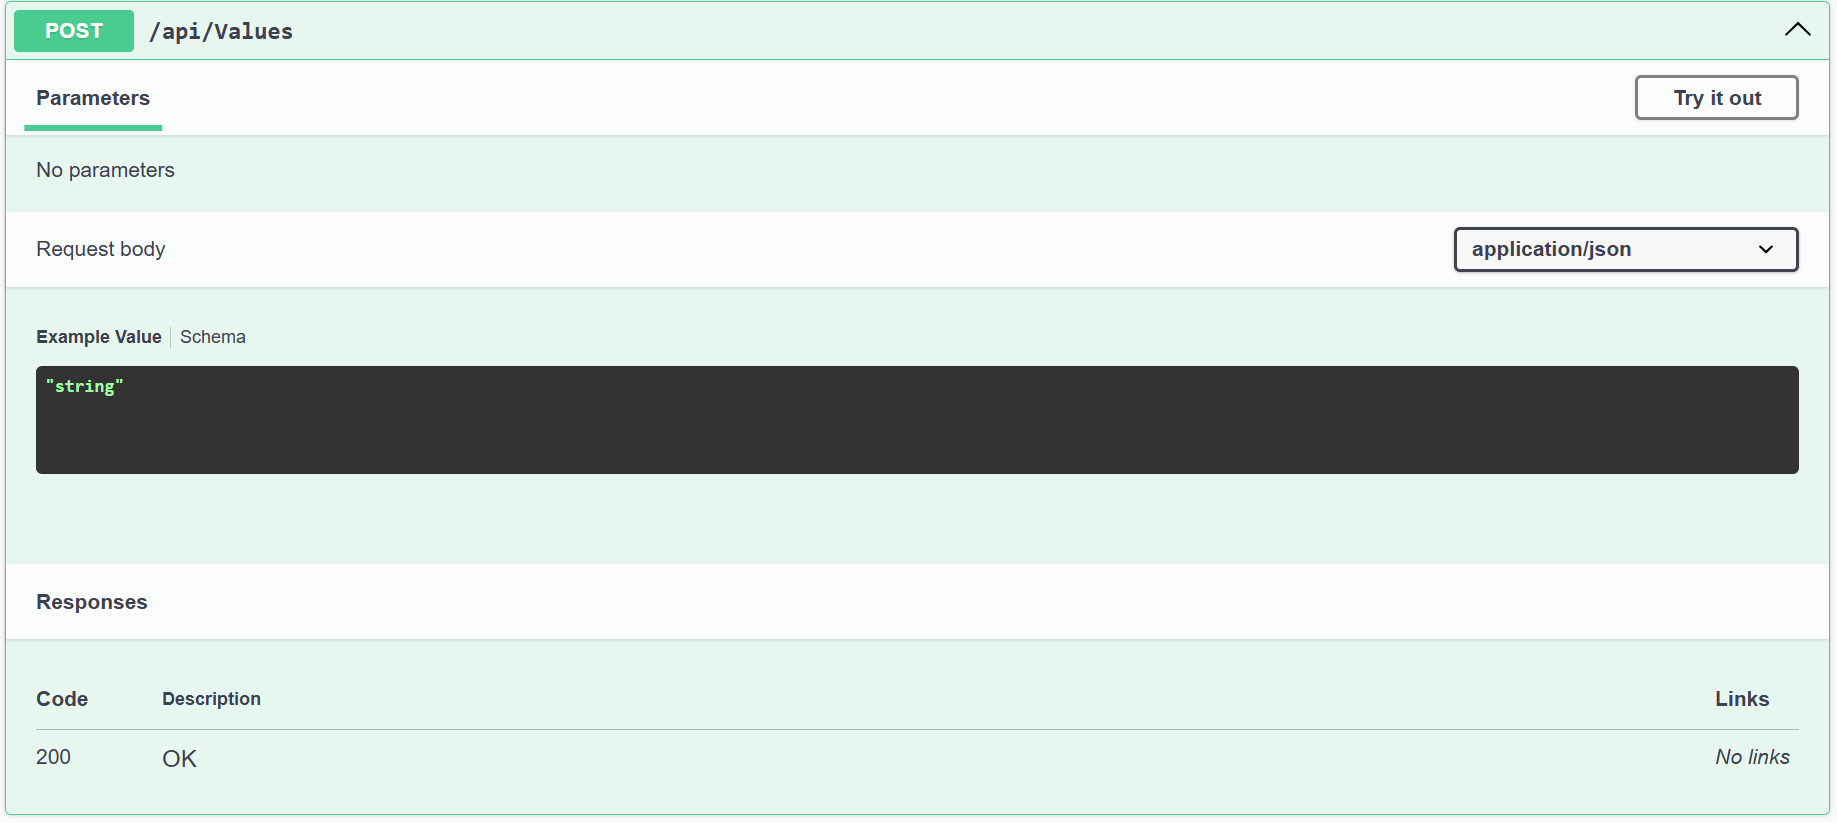 POST /api/Values
Parameters
Try it out
No parameters
Request body
application/json
Example Value Schema
"string"
Responses
Code Description Links
200 OK No links